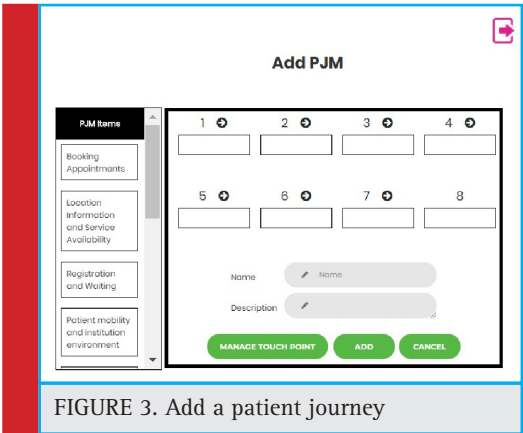 Add PJM
PJM Items
Booking
Appointments
Location
Information
and Service
Availability
Registration
and Waiting
Patient mobility
and institution
environment
1 2 3 4
5 6 7 8
Name Name
Description
MANAGE TOUCH POINT ADD CANCEL
FIGURE 3. Add a patient journey